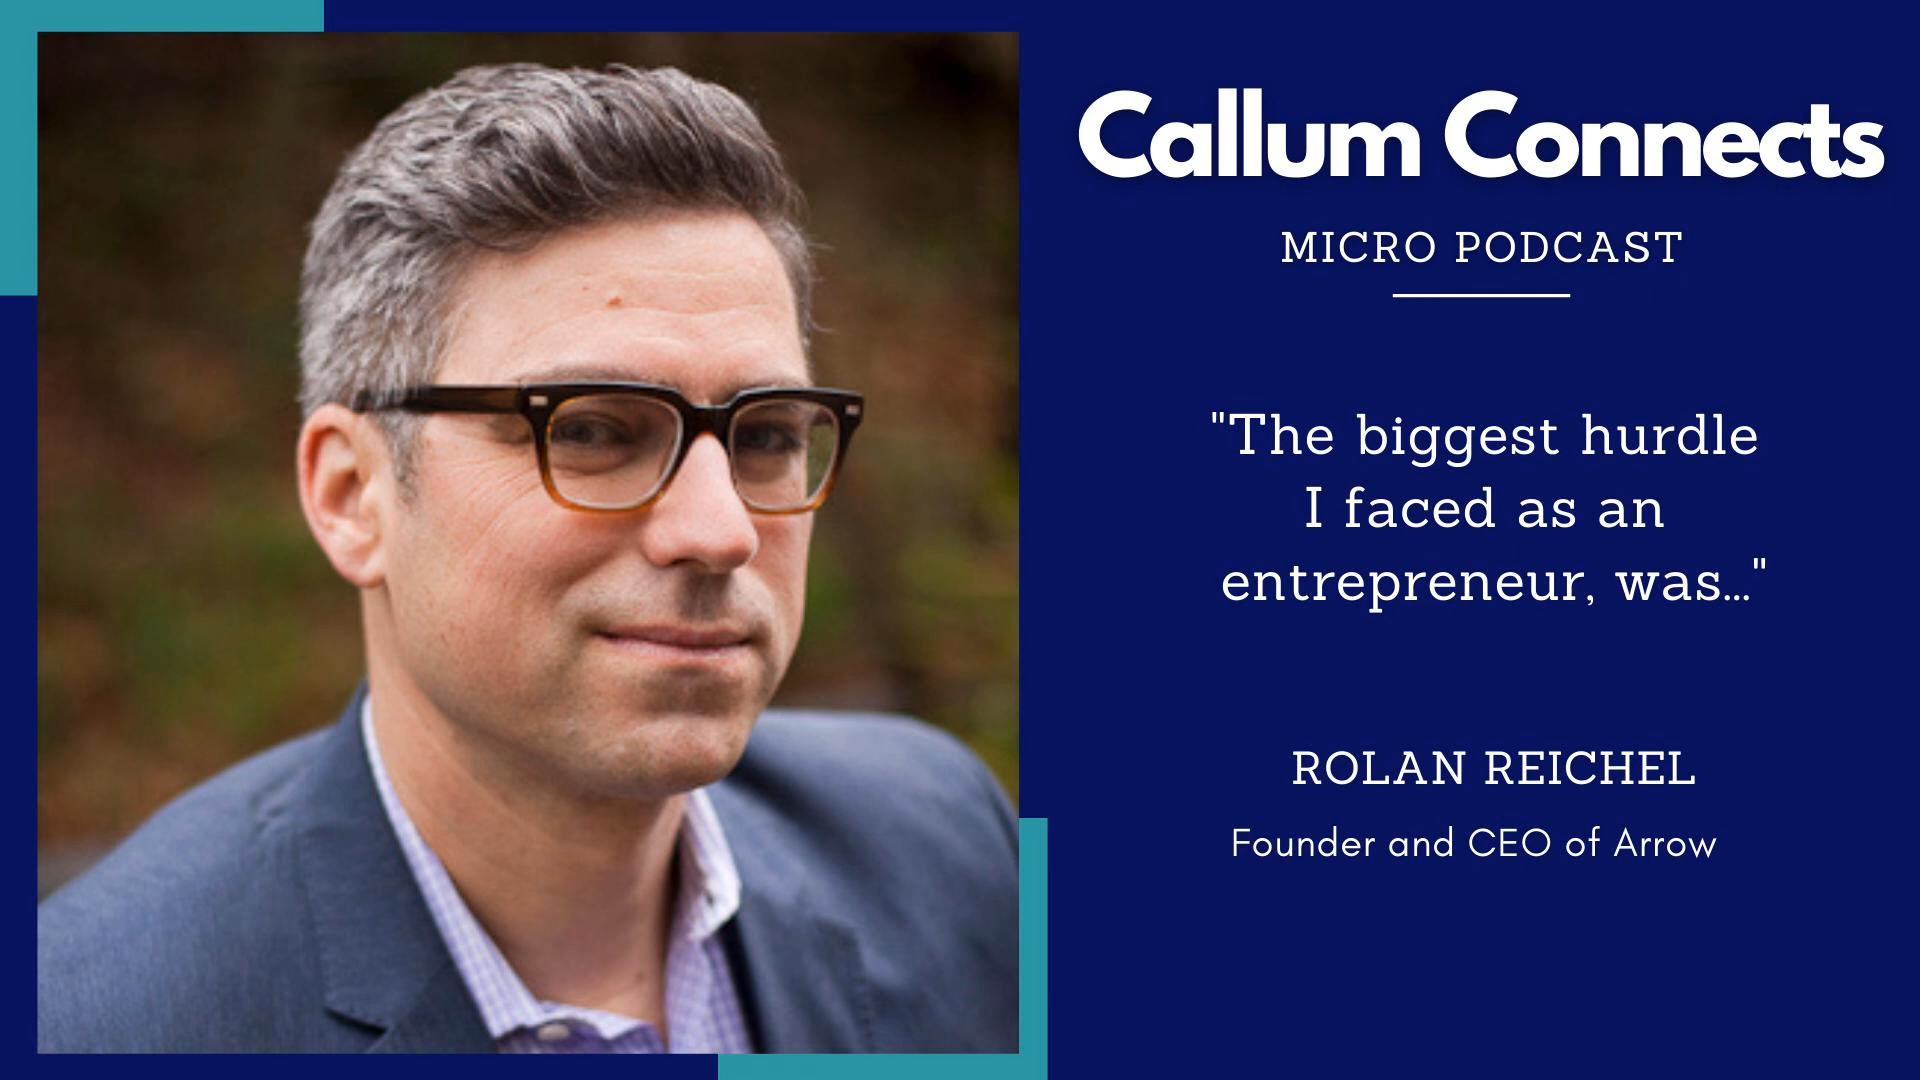 Callum Connects
MICRO PODCAST
"The biggest hurdle
I faced as an
entrepreneur, was..."
ROLAN REICHEL
Founder and CEO of Arrow